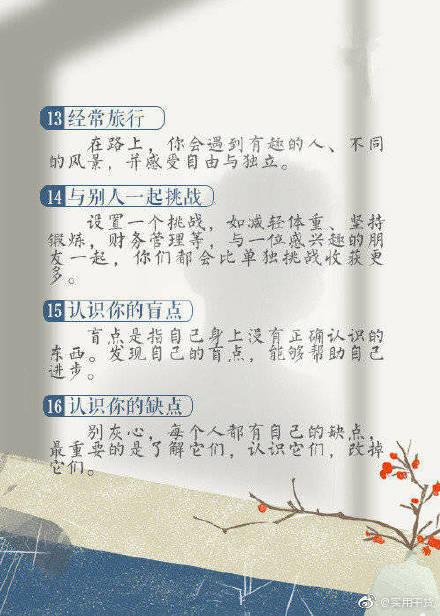 13 经常旅行
在路上，你会遇到有趣的人、不同
的风景，并感受自由与独立。
14 与别人一起挑战
设置一个挑战，如减轻体重、坚持
锻炼，财务管理等，与一位感兴趣的朋
友一起，你们都会比单独挑战收获更
多。
15 认识你的盲点
盲点是指自己身上没有正确认识的
东西。发现自己的盲点，能够帮助自己
进步。
16 认识你的缺点
别灰心，每个人都有自己的缺点，
最重要的是了解它们，认识它们，改掉
它们。
@实用干货